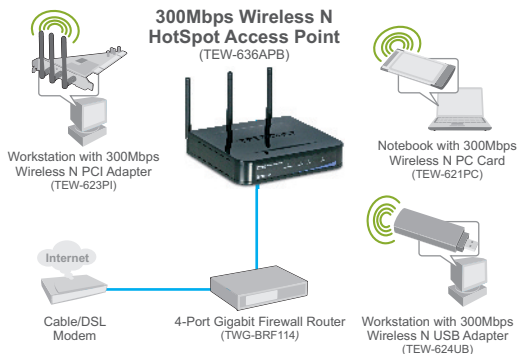 300Mbps Wireless N
HotSpot Access Point
(TEW-636APB)
Workstation with 300Mbps
Wireless N PCI Adapter
(TEW-623PI)
Notebook with 300Mbps
Wireless N PC Card
(TEW-621PC)
Internet
Cable/DSL
Modem
4-Port Gigabit Firewall Router
(TWG-BRF114)
Workstation with 300Mbps
Wireless N USB Adapter
(TEW-624UB)